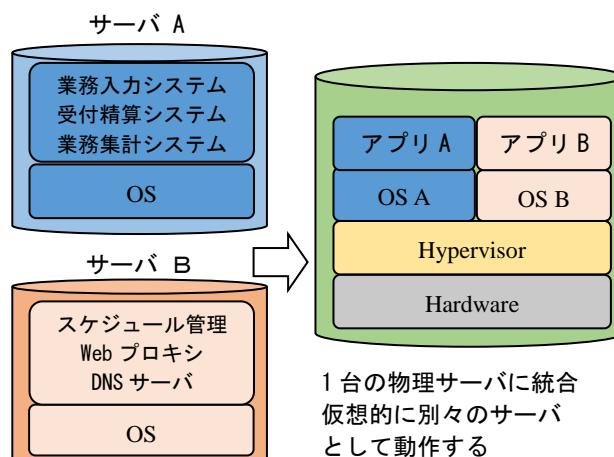 サーバ A
業務入力システム
受付精算システム
業務集計システム
OS
サーバ B
スケジュール管理
Web プロキシ
DNS サーバ
OS
アプリ A
アプリ B
OS A
OS B
Hypervisor
Hardware
1 台の物理サーバに統合
仮想的に別々のサーバ
として動作する